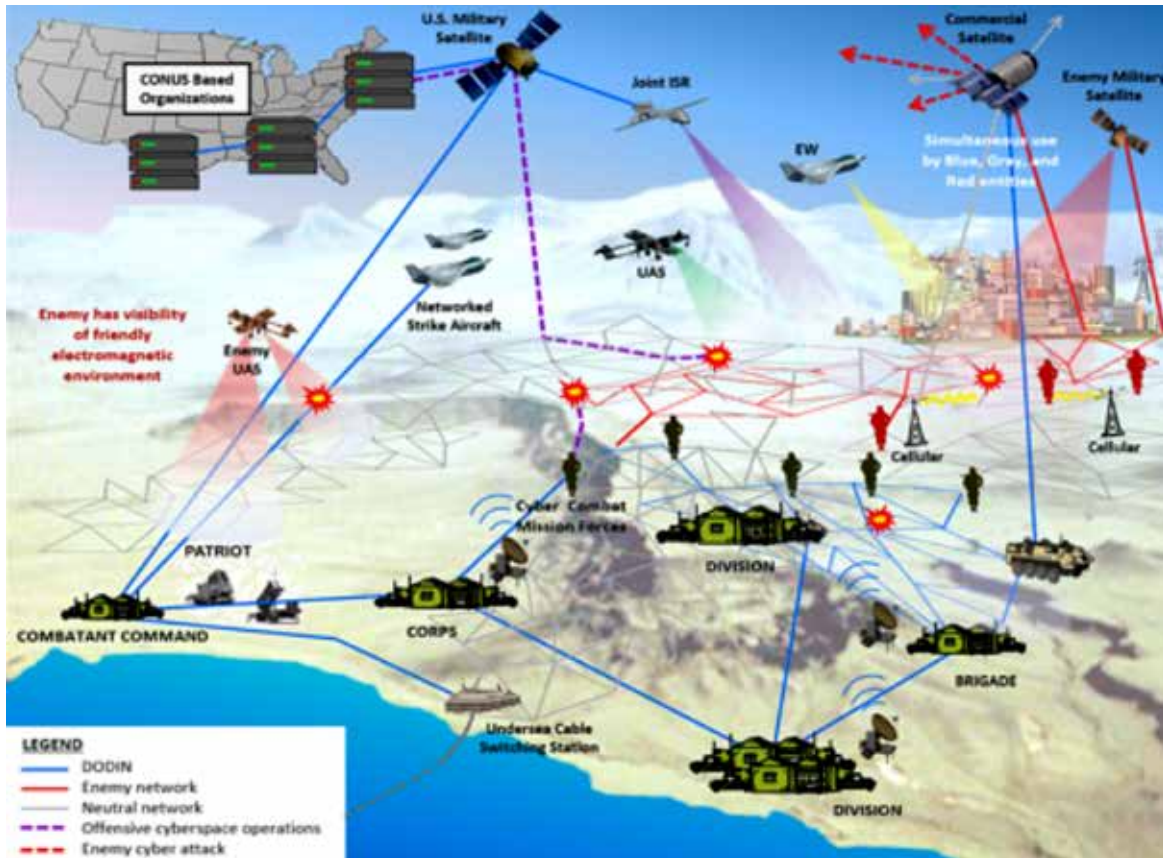 U.S. Military
Satellite
Commercial
Satellite
CONUS Based
Organizations
Joint ISR
Enemy Military
Satellite
EW
Simultaneous use
by Blue, Gray, and
Red entities
UAS
Networked
Strike Aircraft
Enemy has visibility
of friendly
electromagnetic
environment
Enemy
UAS
Cellular
Cellular
Cyber Combat
Mission Forces
PATRIOT
DIVISION
COMBATANT COMMAND
CORPS
BRIGADE
Undersea Cable
Switching Station
DIVISION
LEGEND
DODIN
Enemy network
Neutral network
Offensive cyberspace operations
Enemy cyber attack